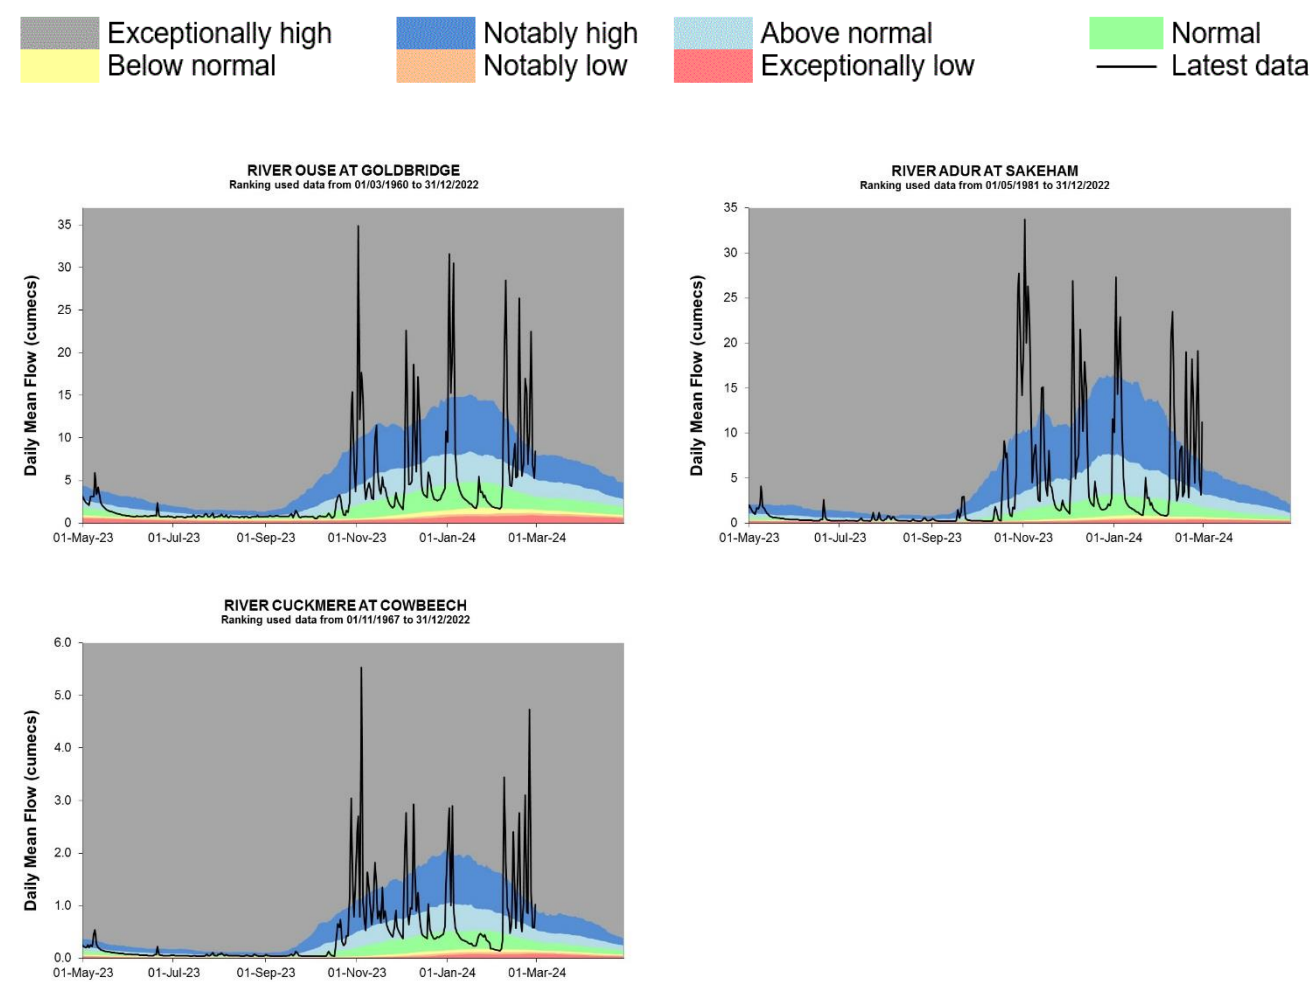 Exceptionally high Notably high Above normal Normal
Below normal Notably low Exceptionally low Latest data
RIVER OUSE AT GOLDBRIDGE
Ranking used data from 01/03/1960 to 31/12/2022
Daily Mean Flow (cumecs)
35
30
25
20
15
10
5
0
01-May-23 01-Jul-23 01-Sep-23 01-Nov-23 01-Jan-24 01-Mar-24
RIVER ADUR AT SAKEHAM
Ranking used data from 01/05/1981 to 31/12/2022
Daily Mean Flow (cumecs)
35
30
25
20
15
10
5
0
01-May-23 01-Jul-23 01-Sep-23 01-Nov-23 01-Jan-24 01-Mar-24
RIVER CUCKMERE AT COWBEECH
Ranking used data from 01/11/1967 to 31/12/2022
Daily Mean Flow (cumecs)
6.0
5.0
4.0
3.0
2.0
1.0
0.0
01-May-23 01-Jul-23 01-Sep-23 01-Nov-23 01-Jan-24 01-Mar-24